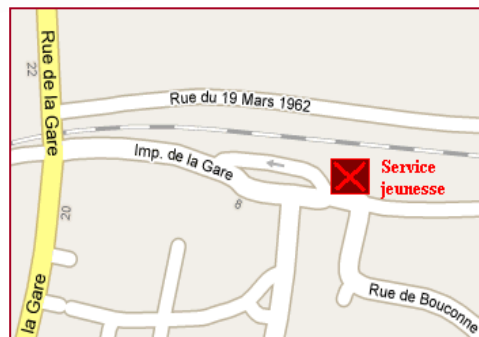 Rue de la Gare
22
Rue du 19 Mars 1962
Imp. de la Gare
Service
jeunesse
8
20
la Gare
Rue de Bouconne